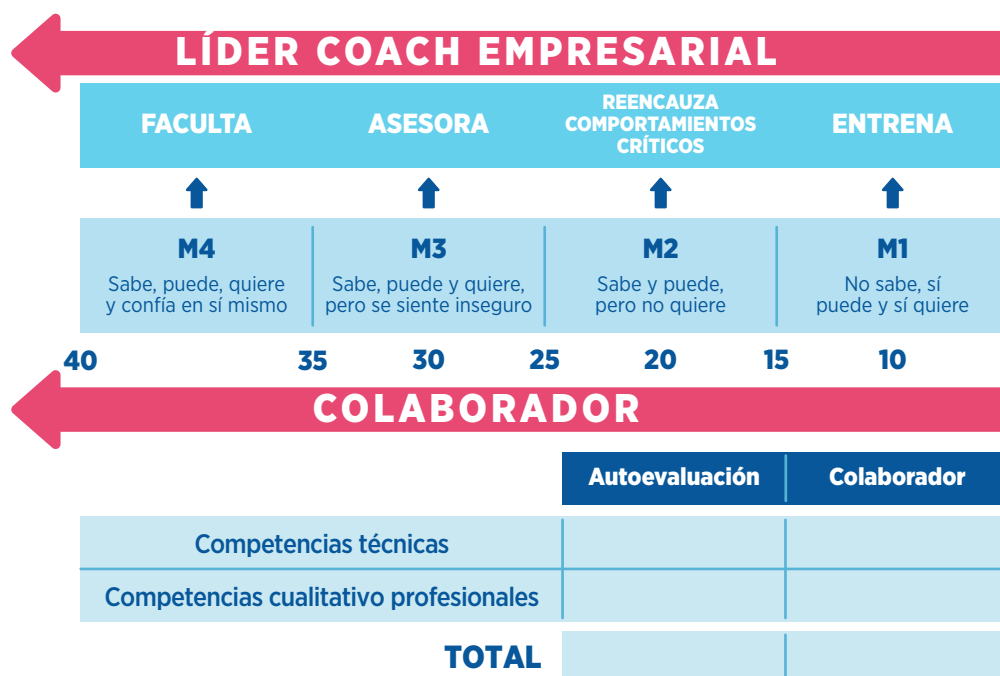 LÍDER COACH EMPRESARIAL
FACULTA
ASESORA
REENCAUZA
COMPORTAMIENTOS
CRÍTICOS
ENTRENA
M4
Sabe, puede, quiere
y confía en sí mismo
M3
Sabe, puede y quiere,
pero se siente inseguro
M2
Sabe y puede,
pero no quiere
M1
No sabe, sí
puede y sí quiere
40 35 30 25 20 15 10
COLABORADOR
Autoevaluación Colaborador
Competencias técnicas
Competencias cualitativo profesionales
TOTAL